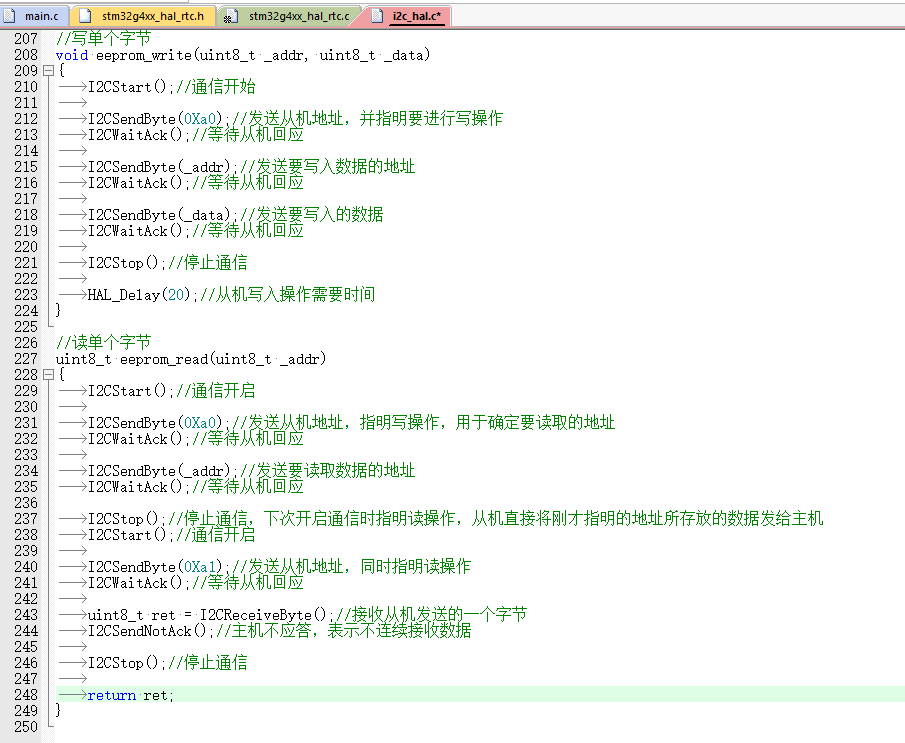 main.c stm32g4xx_hal_rtc.h stm32g4xx_hal_rtc.c i2c_hal.c*
207 //写单个字节
208 void eeprom_write(uint8_t _addr, uint8_t _data)
209 {
210 I2CStart();//通信开始
211
212 I2CSendByte(0Xa0);//发送从机地址，并指明要进行写操作
213 I2CWaitAck();//等待从机回应
214
215 I2CSendByte(_addr);//发送要写入数据的地址
216 I2CWaitAck();//等待从机回应
217
218 I2CSendByte(_data);//发送要写入的数据
219 I2CWaitAck();//等待从机回应
220
221 I2CStop();//停止通信
222
223 HAL_Delay(20);//从机写入操作需要时间
224 }
225
226 //读单个字节
227 uint8_t eeprom_read(uint8_t _addr)
228 {
229 I2CStart();//通信开启
230
231 I2CSendByte(0Xa0);//发送从机地址，指明写操作，用于确定要读取的地址
232 I2CWaitAck();//等待从机回应
233
234 I2CSendByte(_addr);//发送要读取数据的地址
235 I2CWaitAck();//等待从机回应
236
237 I2CStop();//停止通信，下次开启通信时指明读操作，从机直接将刚才指明的地址所存放的数据发给主机
238 I2CStart();//通信开启
239
240 I2CSendByte(0Xa1);//发送从机地址，同时指明读操作
241 I2CWaitAck();//等待从机回应
242
243 uint8_t ret = I2CReceiveByte();//接收从机发送的一个字节
244 I2CSendNotAck();//主机不应答，表示不连续接收数据
245
246 I2CStop();//停止通信
247
248 return ret;
249 }
250